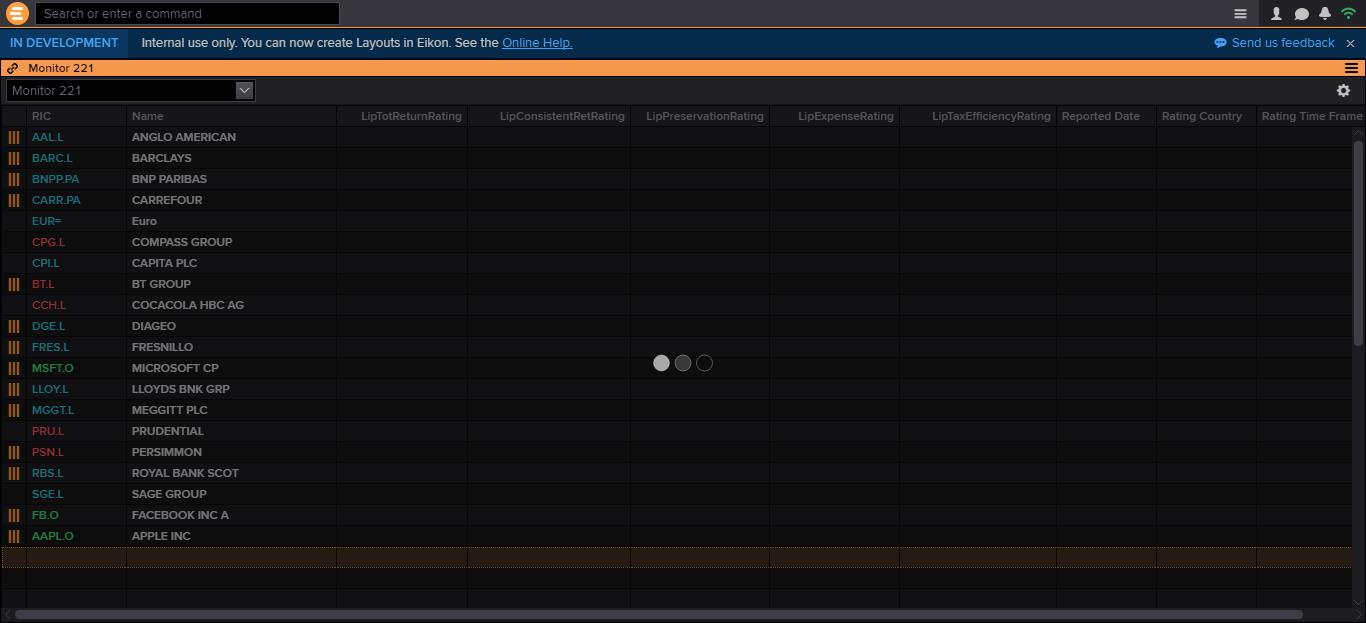 Search or enter a command
IN DEVELOPMENT Internal use only. You can now create Layouts in Eikon. See the Online Help. Send us feedback
Monitor 221
Monitor 221
RIC Name LipTotReturnRating LipConsistentRetRating LipPreservationRating LipExpenseRating LipTaxEfficiencyRating Reported Date Rating Country Rating Time Frame
AAL.L ANGLO AMERICAN
BARC.L BARCLAYS
BNPP.PA BNP PARIBAS
CARR.PA CARREFOUR
EUR= Euro
CPG.L COMPASS GROUP
CPI.L CAPITA PLC
BT.L BT GROUP
CCH.L COCACOLA HBC AG
DGE.L DIAGEO
FRES.L FRESNILLO
MSFT.O MICROSOFT CP
LLOY.L LLOYDS BNK GRP
MGGT.L MEGGITT PLC
PRU.L PRUDENTIAL
PSN.L PERSIMMON
RBS.L ROYAL BANK SCOT
SGE.L SAGE GROUP
FB.O FACEBOOK INC A
AAPL.O APPLE INC